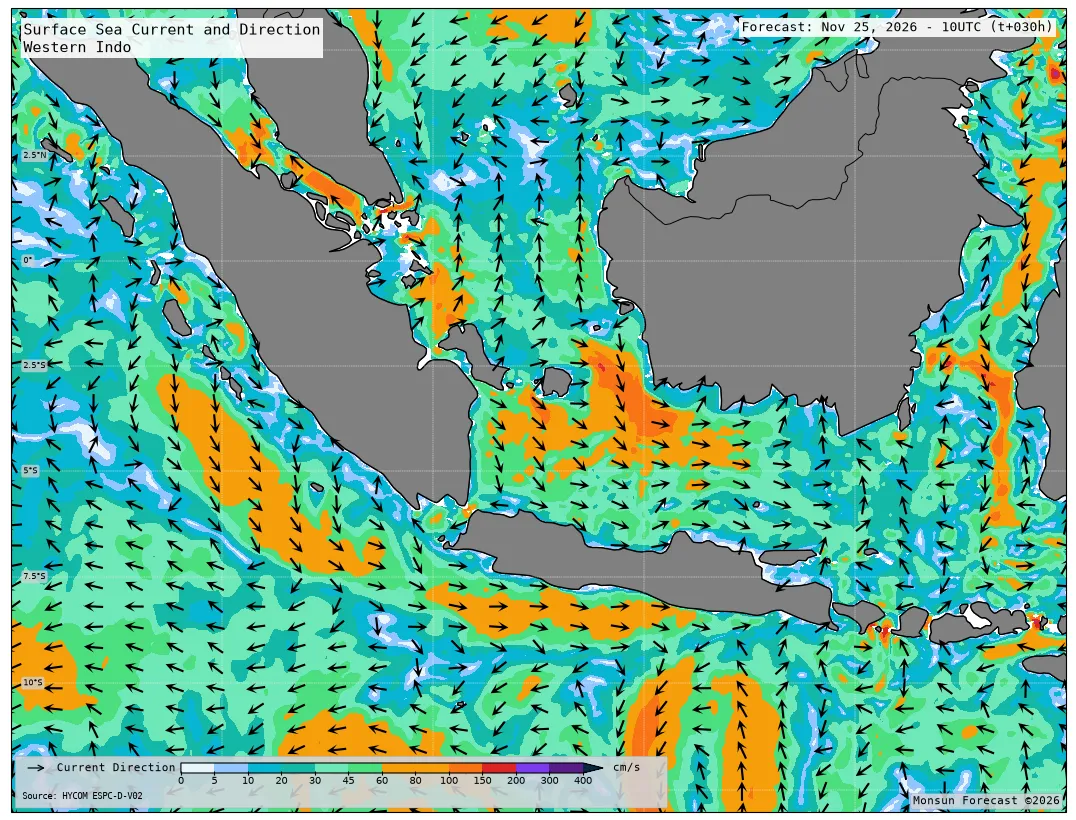 Surface Sea Current and Direction
Western Indo
Forecast: Nov 25, 2026 - 10UTC (t+030h)
2.5°N
0°
2.5°S
5°S
7.5°S
10°S
Current Direction
0 5 10 20 30 45 60 80 100 150 200 300 400
cm/s
Source: HYCOM ESPC-D-V02
Monsun Forecast ©2026